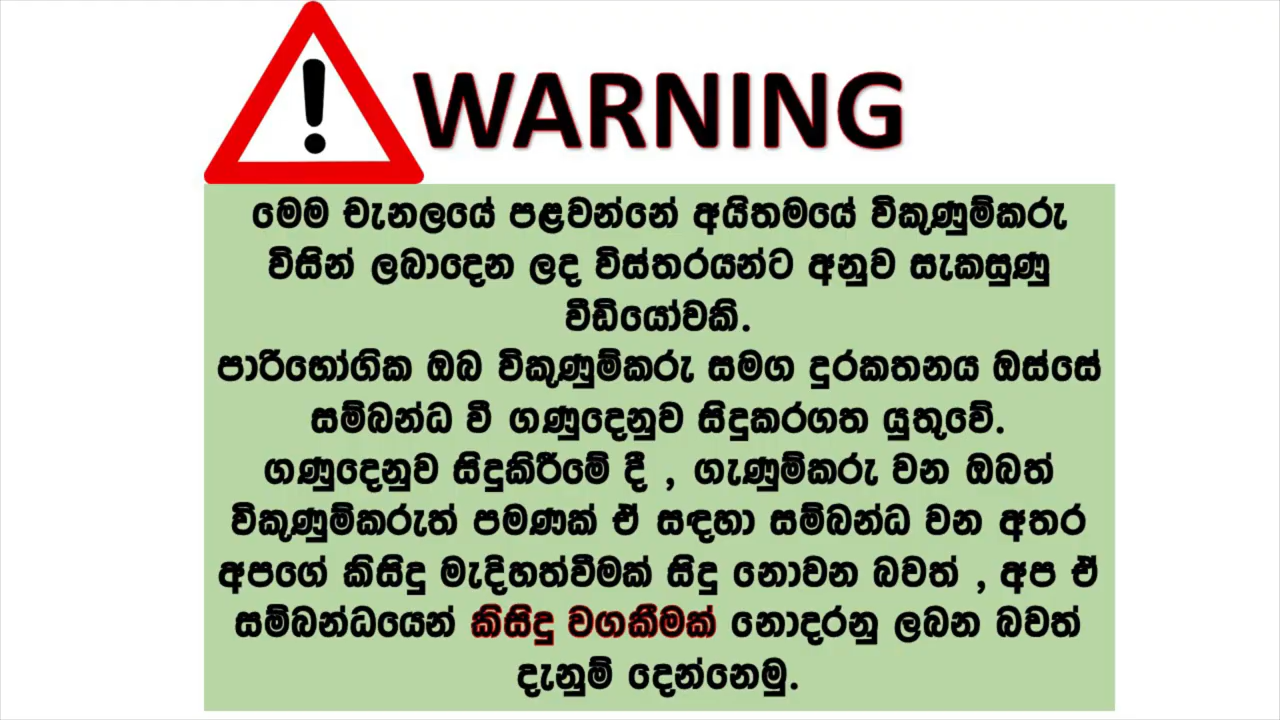 WARNING
මෙම චැනලයේ පළවන්නේ අයිතමයේ විකුණුම්කරු
විසින් ලබාදෙන ලද විස්තරයන්ට අනුව සැකසුණු
වීඩියෝවකි.
පාරිභෝගික ඔබ විකුණුම්කරු සමග දුරකතනය ඔස්සේ
සම්බන්ධ වී ගණුදෙනුව සිදුකරගත යුතුවේ.
ගණුදෙනුව සිදුකිරීමේ දී , ගැණුම්කරු වන ඔබත්
විකුණුම්කරුත් පමණක් ඒ සඳහා සම්බන්ධ වන අතර
අපගේ කිසිදු මැදිහත්වීමක් සිදු නොවන බවත් , අප ඒ
සම්බන්ධයෙන් කිසිදු වගකීමක් නොදරනු ලබන බවත්
දැනුම් දෙන්නෙමු.